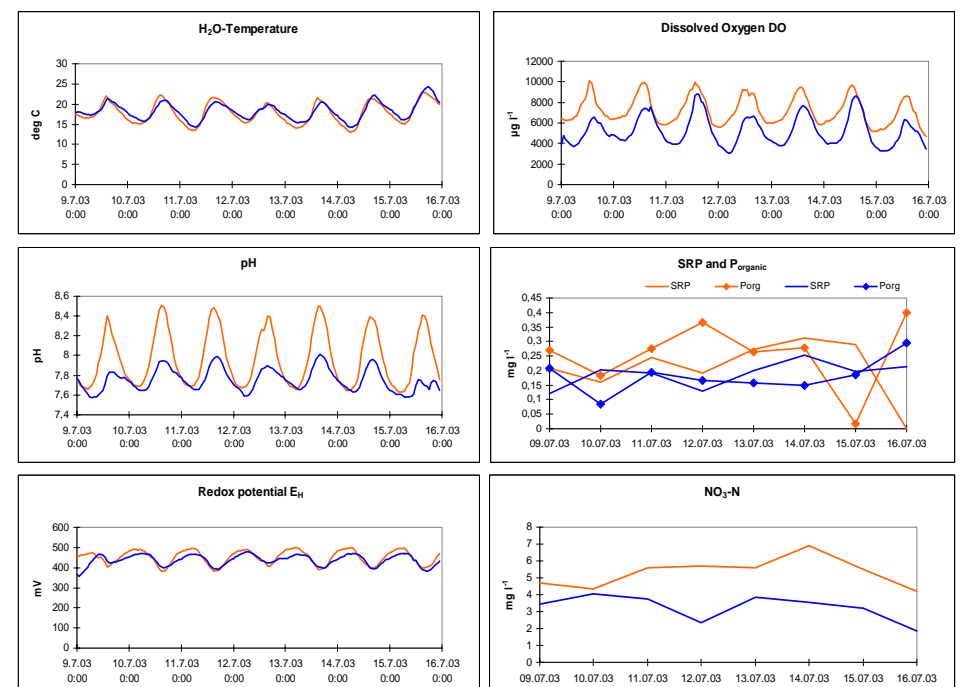 H2O-Temperature
deg C
30
25
20
15
10
5
0
9.7.03 10.7.03 11.7.03 12.7.03 13.7.03 14.7.03 15.7.03 16.7.03
0:00 0:00 0:00 0:00 0:00 0:00 0:00 0:00
Dissolved Oxygen DO
µg l-1
12000
10000
8000
6000
4000
2000
0
9.7.03 10.7.03 11.7.03 12.7.03 13.7.03 14.7.03 15.7.03 16.7.03
0:00 0:00 0:00 0:00 0:00 0:00 0:00 0:00
pH
pH
8,6
8,4
8,2
8
7,8
7,6
7,4
9.7.03 10.7.03 11.7.03 12.7.03 13.7.03 14.7.03 15.7.03 16.7.03
0:00 0:00 0:00 0:00 0:00 0:00 0:00 0:00
SRP and Porganic
SRP Porg SRP Porg
mg l-1
0,45
0,4
0,35
0,3
0,25
0,2
0,15
0,1
0,05
0
09.07.03 10.07.03 11.07.03 12.07.03 13.07.03 14.07.03 15.07.03 16.07.03
Redox potential EH
mV
600
500
400
300
200
100
0
9.7.03 10.7.03 11.7.03 12.7.03 13.7.03 14.7.03 15.7.03 16.7.03
0:00 0:00 0:00 0:00 0:00 0:00 0:00 0:00
NO3-N
mg l-1
8
7
6
5
4
3
2
1
0
09.07.03 10.07.03 11.07.03 12.07.03 13.07.03 14.07.03 15.07.03 16.07.03